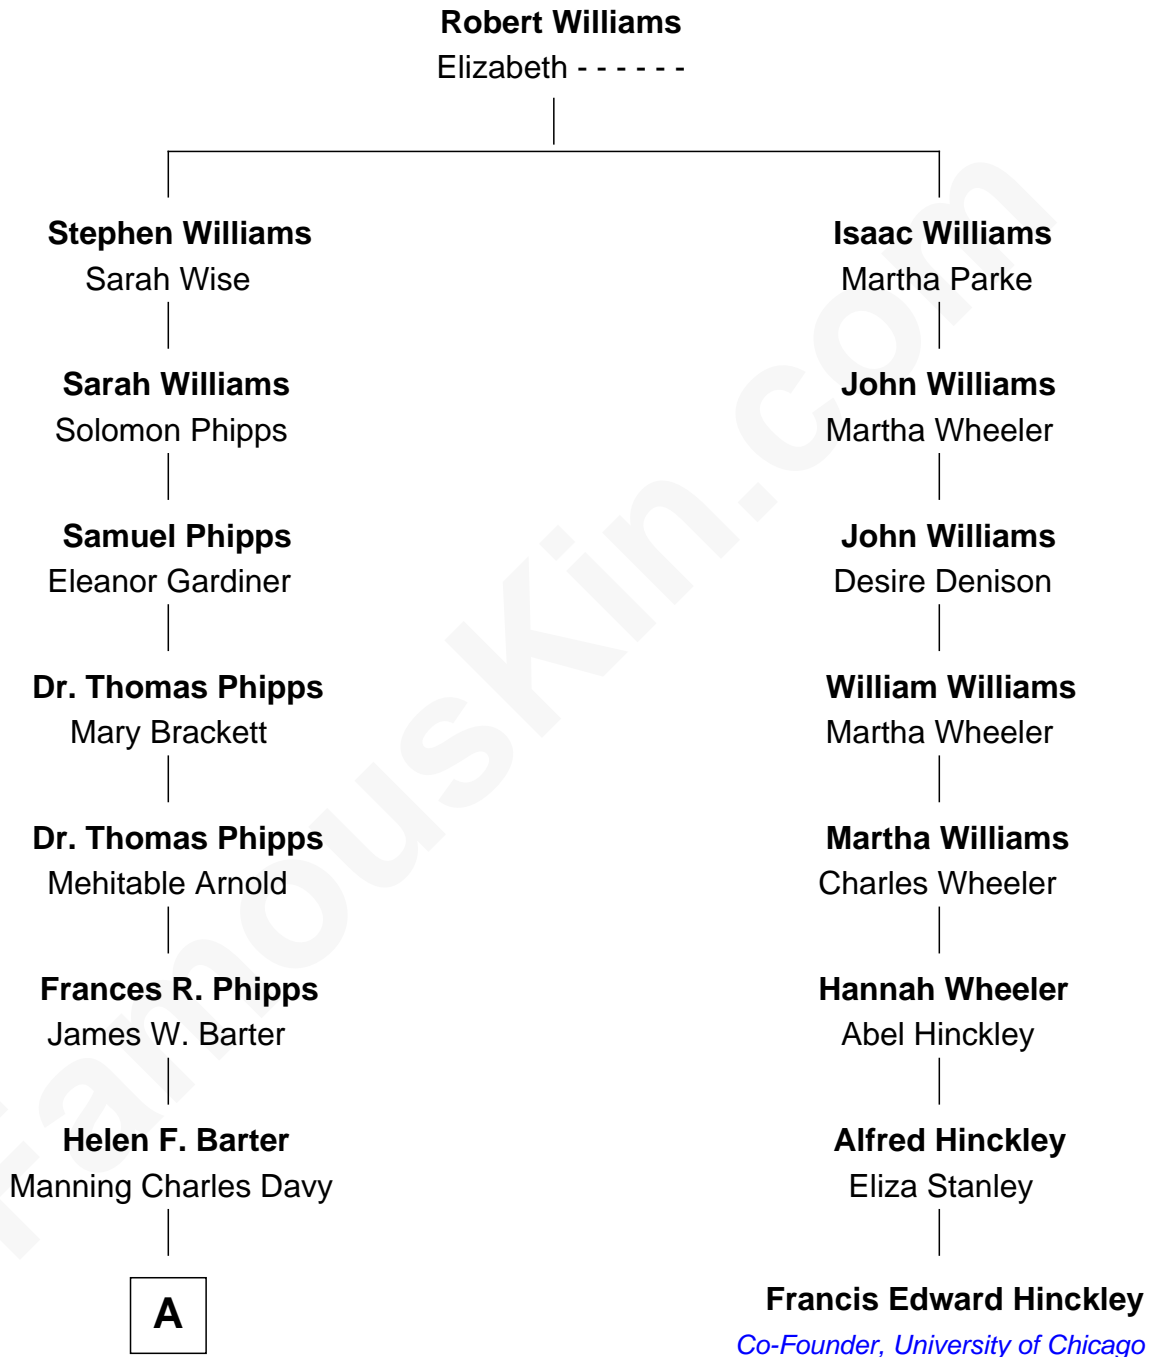 Robert Williams
Elizabeth - - - - - -
Stephen Williams
Sarah Wise
Isaac Williams
Martha Parke
Sarah Williams
Solomon Phipps
John Williams
Martha Wheeler
Samuel Phipps
Eleanor Gardiner
John Williams
Desire Denison
Dr. Thomas Phipps
Mary Brackett
William Williams
Martha Wheeler
Dr. Thomas Phipps
Mehitable Arnold
Martha Williams
Charles Wheeler
Frances R. Phipps
James W. Barter
Hannah Wheeler
Abel Hinckley
Helen F. Barter
Manning Charles Davy
Alfred Hinckley
Eliza Stanley
A
Francis Edward Hinckley
Co-Founder, University of Chicago
FamousKin.com